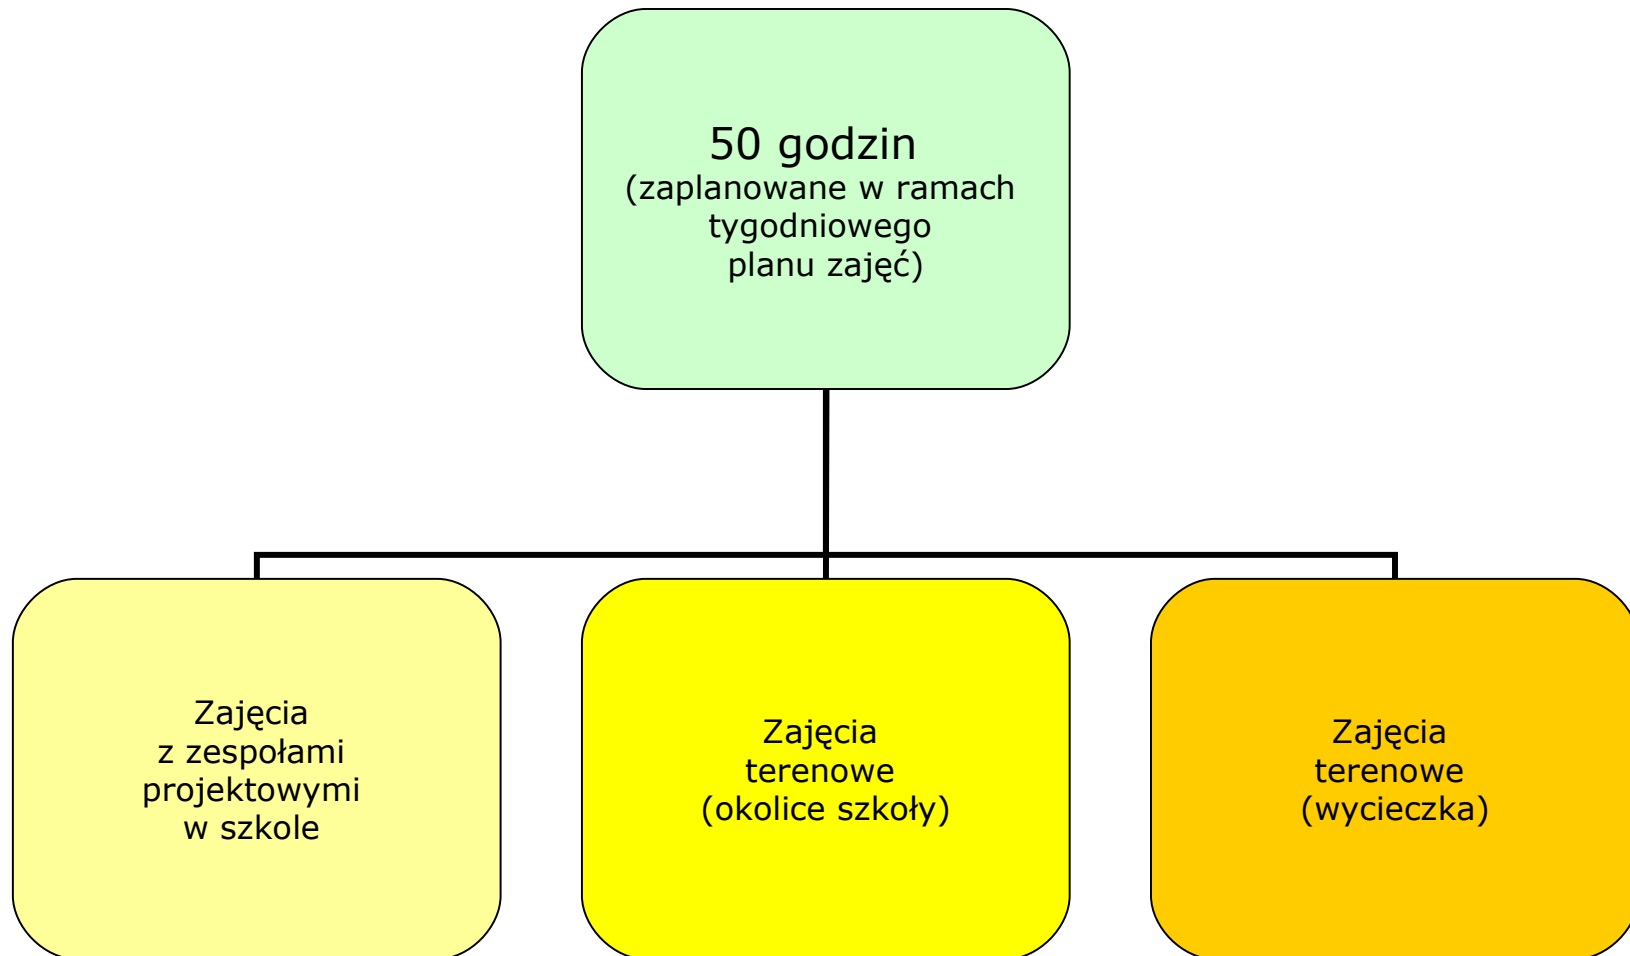 50 godzin
(zaplanowane w ramach
tygodniowego
planu zajęć)
Zajęcia
z zespołami
projektowymi
w szkole
Zajęcia
terenowe
(okolice szkoły)
Zajęcia
terenowe
(wycieczka)